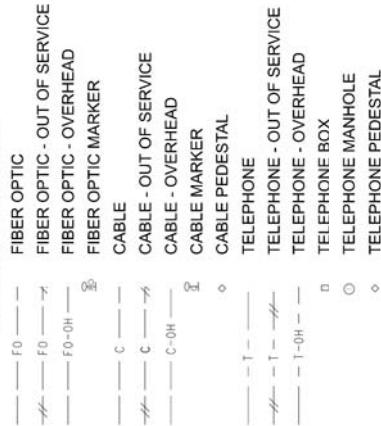 FO FIBER OPTIC
FO FIBER OPTIC - OUT OF SERVICE
FO-OH FIBER OPTIC - OVERHEAD
FIBER OPTIC MARKER
C CABLE
C CABLE - OUT OF SERVICE
C-OH CABLE - OVERHEAD
CABLE MARKER
CABLE PEDESTAL
T TELEPHONE
T TELEPHONE - OUT OF SERVICE
T-OH TELEPHONE - OVERHEAD
TELEPHONE BOX
TELEPHONE MANHOLE
TELEPHONE PEDESTAL